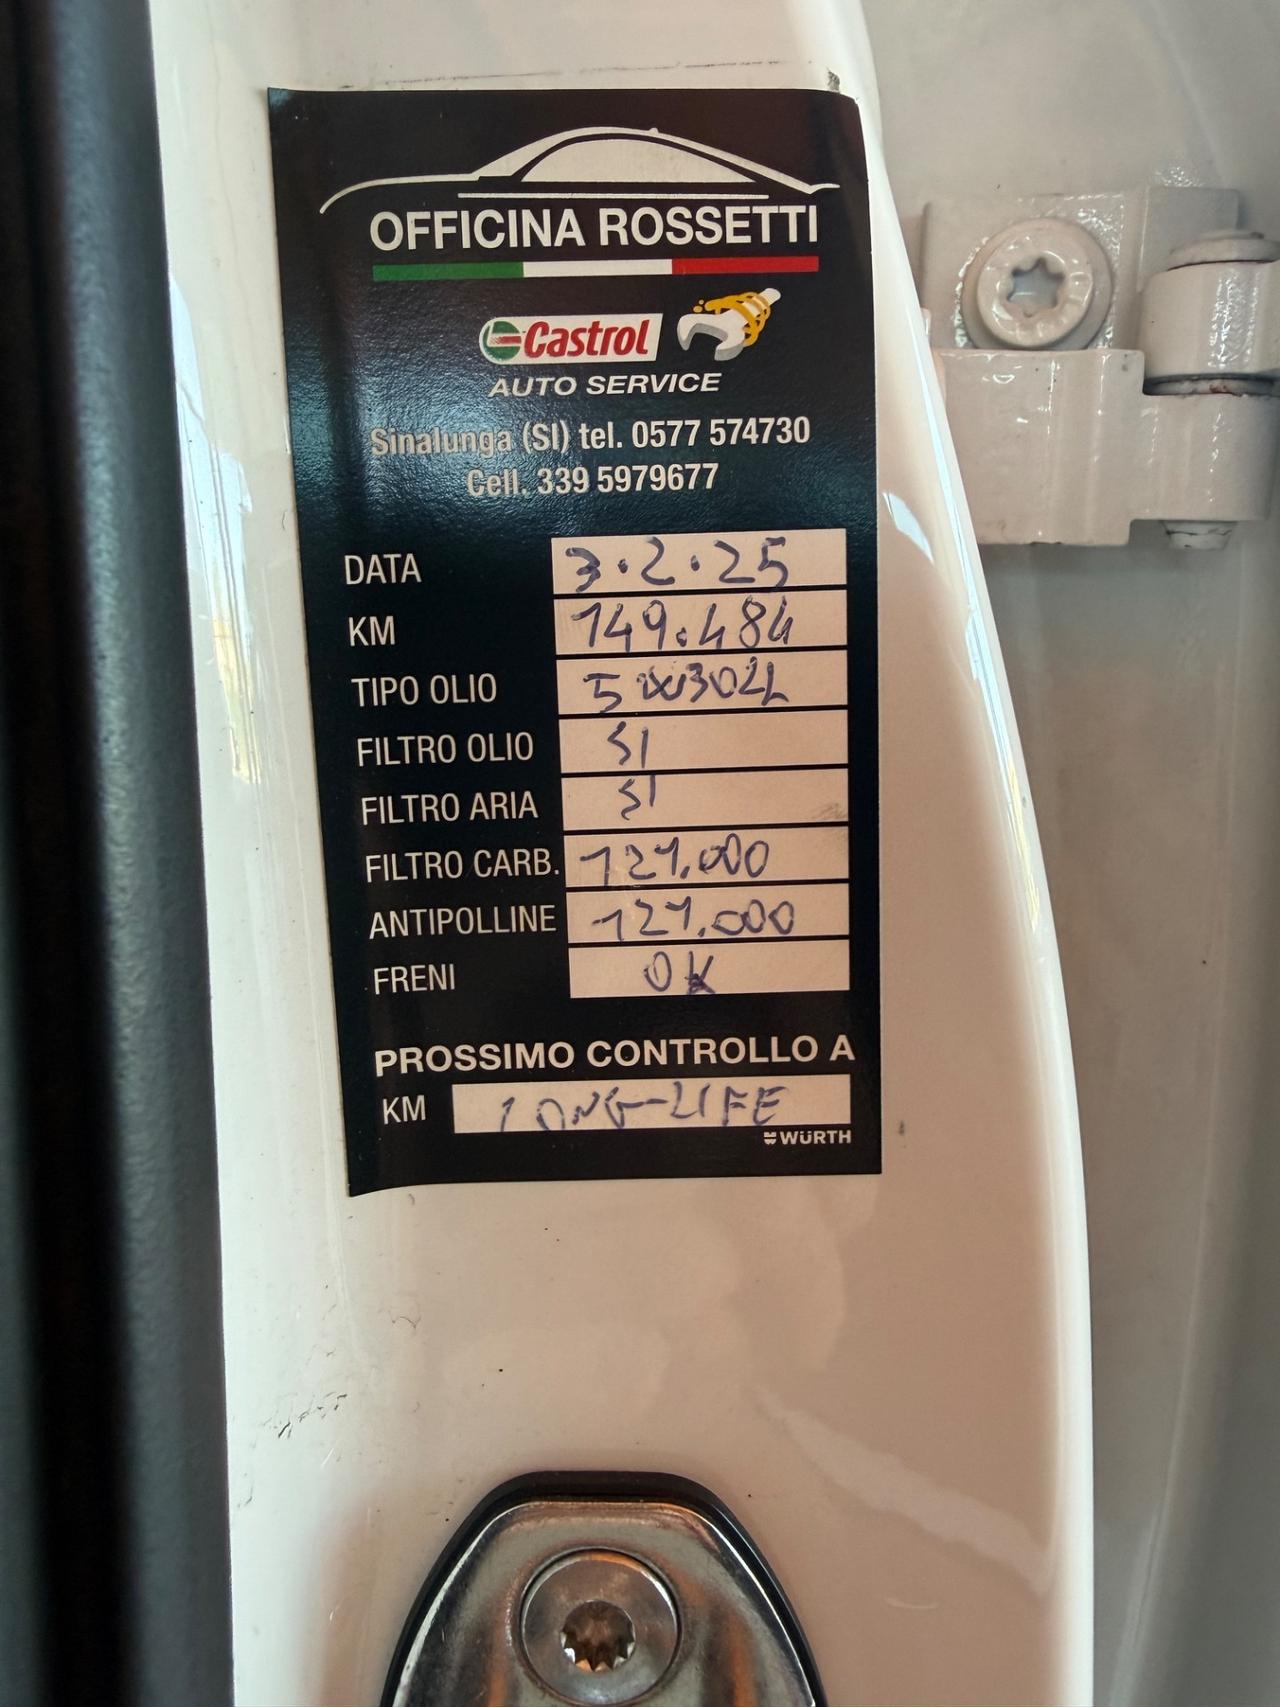 OFFICINA ROSSETTI
Castrol
AUTO SERVICE
Sinalunga (SI) tel. 0577 574730
Cell. 339 5979677
DATA 3.2.25
KM 149.484
TIPO OLIO 5W30LL
FILTRO OLIO SI
FILTRO ARIA SI
FILTRO CARB. 121.000
ANTIPOLLINE 121.000
FRENI OK
PROSSIMO CONTROLLO A
KM LONG-LIFE
WÜRTH